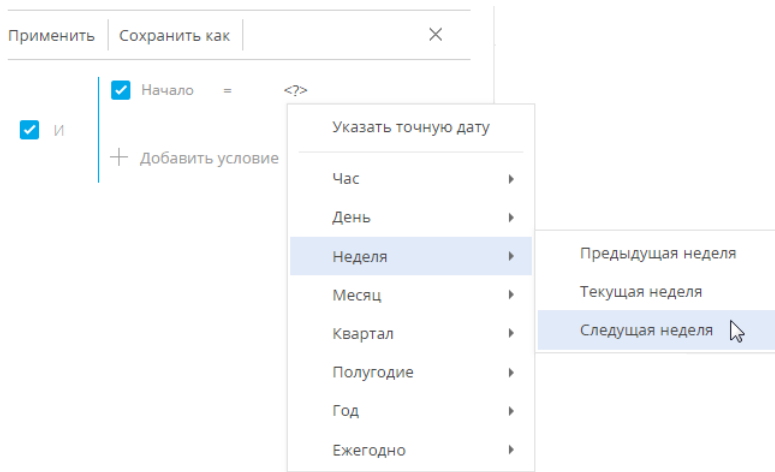 Применить Сохранить как
Начало = <?>
И
Указать точную дату
Добавить условие
Час
День
Неделя
Предыдущая неделя
Месяц
Текущая неделя
Квартал
Следущая неделя
Полугодие
Год
Ежегодно